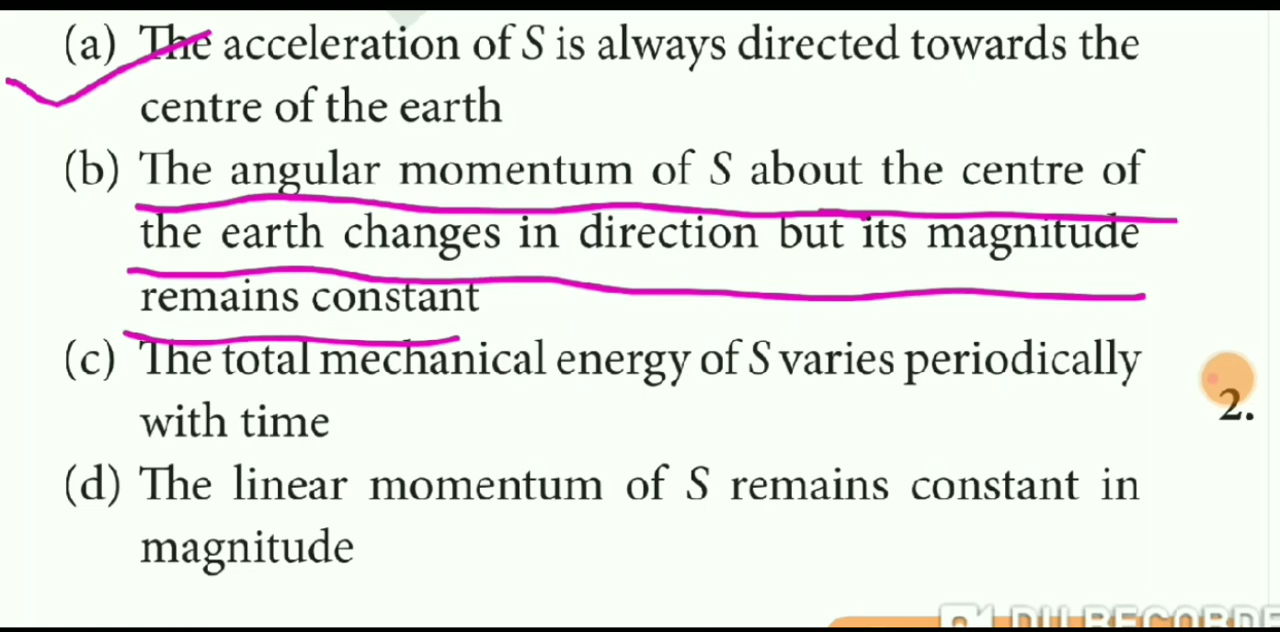 (a) The acceleration of S is always directed towards the
centre of the earth
(b) The angular momentum of S about the centre of
the earth changes in direction but its magnitude
remains constant
(c) The total mechanical energy of S varies periodically
with time
2.
(d) The linear momentum of S remains constant in
magnitude